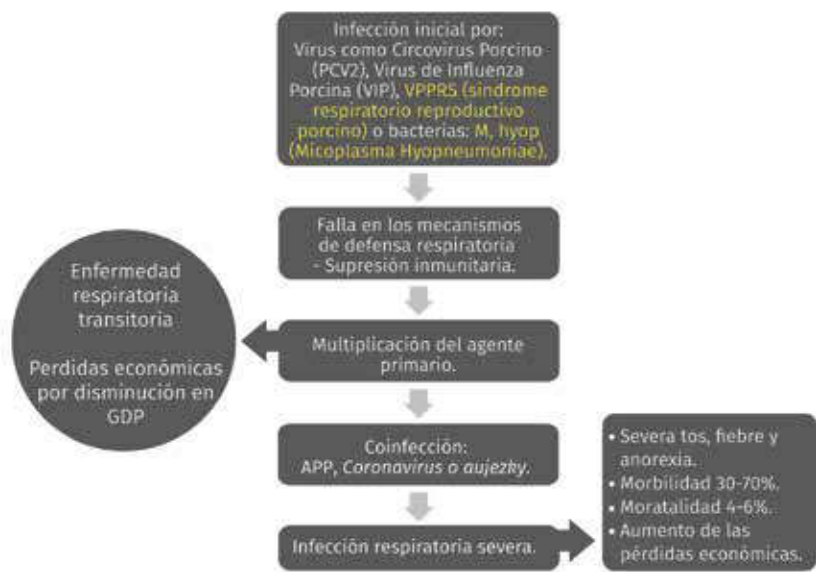 Infección inicial por:
Virus como Circovirus Porcino
(PCV2), Virus de Influenza
Porcina (VIP), VPPRS (sindrome
respiratorio reproductivo
porcino) o bacterias: M, hyop
(Micoplasma Hyopneumoniae).
Falla en los mecanismos
de defensa respiratoria
- Supresión inmunitaria.
Enfermedad
respiratoria
transitoria
Perdidas económicas
por disminución en
GDP
Multiplicación del agente
primario.
Coinfección:
APP, Coronavirus o aujezky.
Infección respiratoria severa.
• Severa tos, fiebre y
anorexia.
• Morbilidad 30-70%.
• Moratalidad 4-6%.
• Aumento de las
pérdidas económicas.